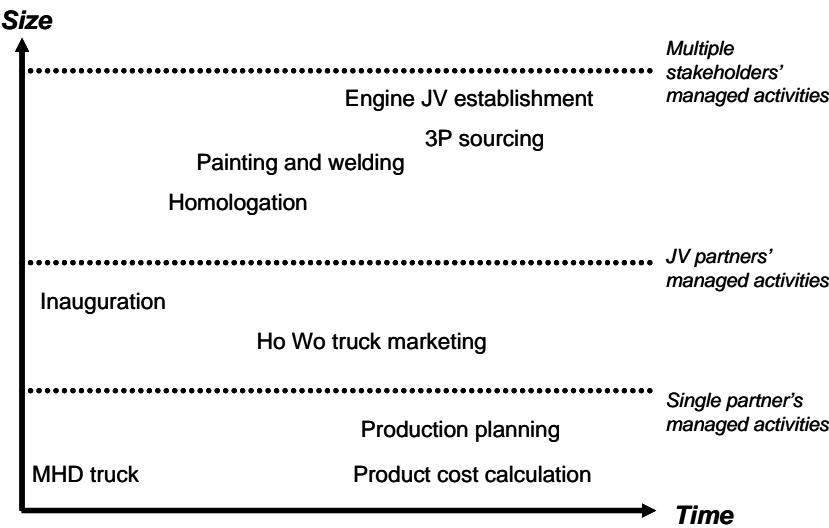 Size
Multiple
stakeholders'
managed activities
Engine JV establishment
3P sourcing
Painting and welding
Homologation
JV partners'
managed activities
Inauguration
Ho Wo truck marketing
Single partner's
managed activities
Production planning
MHD truck
Product cost calculation
Time